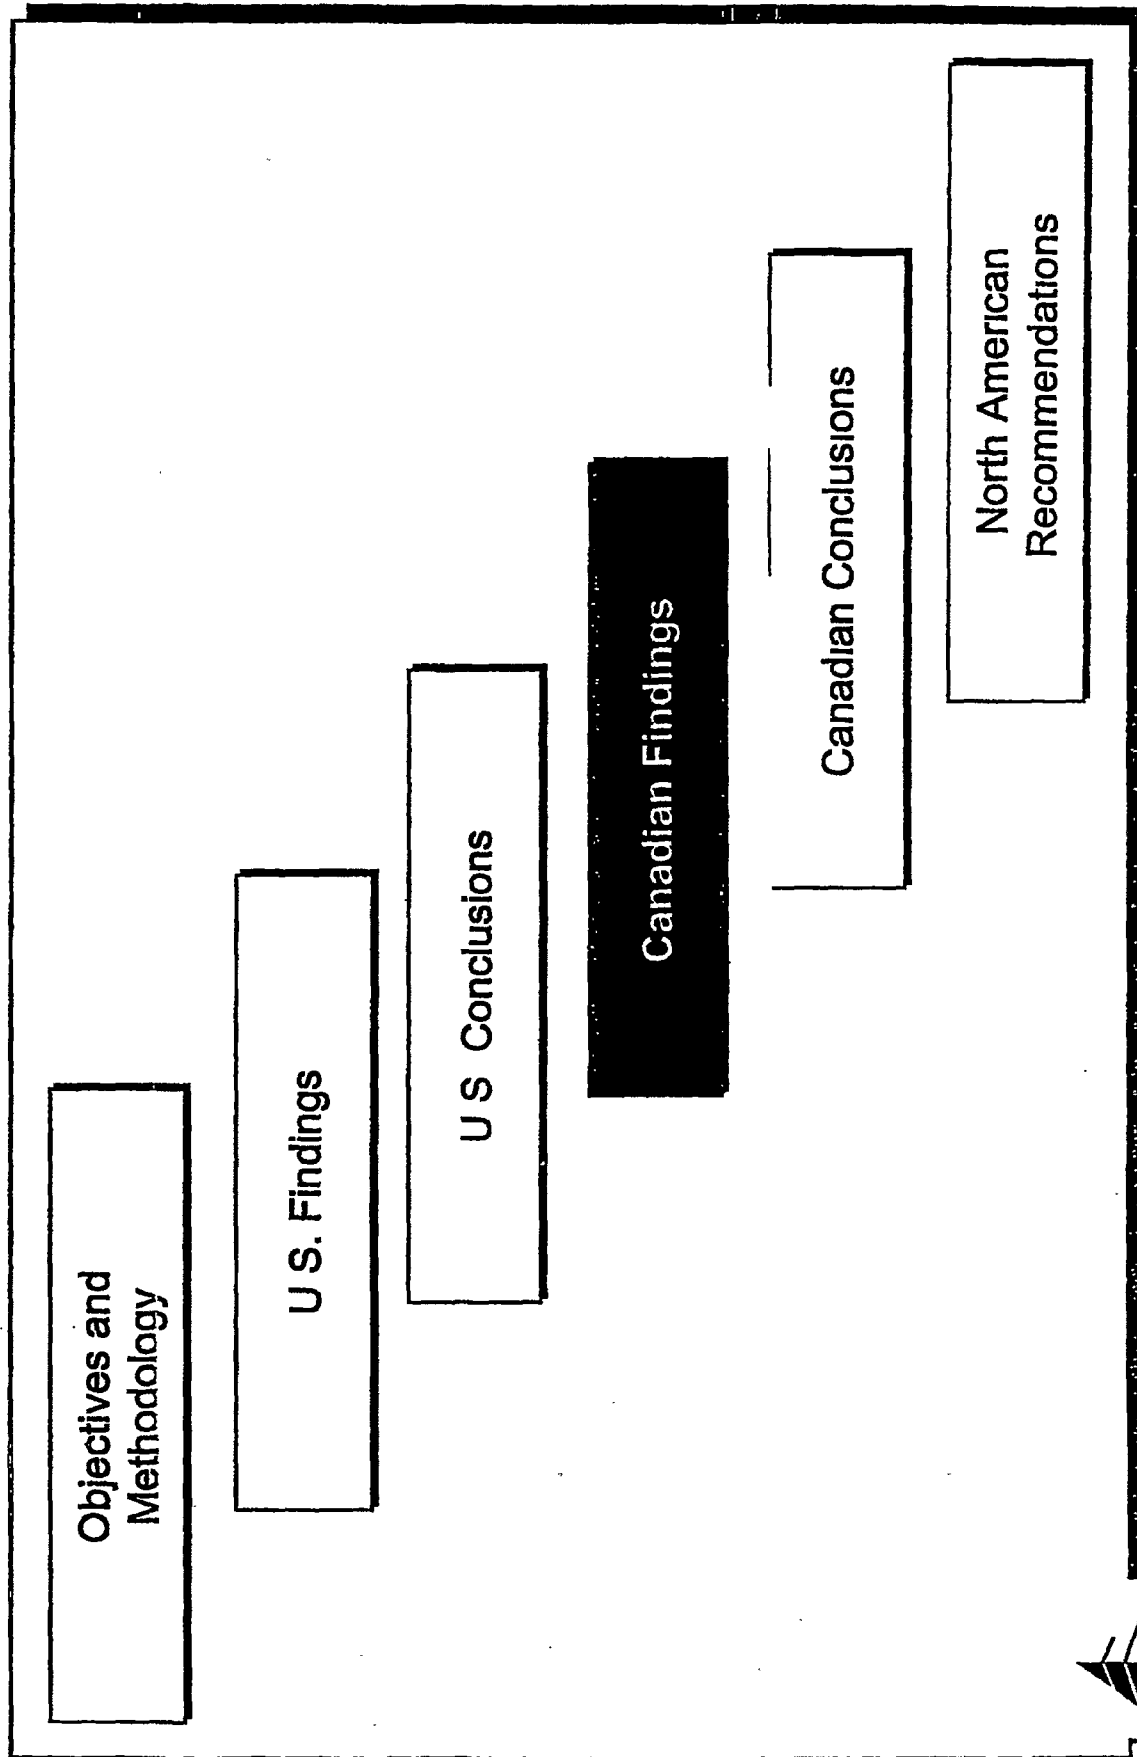 Objectives and
Methodology
U S. Findings
U S Conclusions
Canadian Findings
Canadian Conclusions
North American
Recommendations